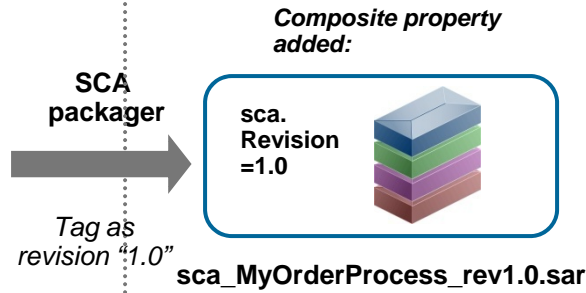 Composite property
added:
SCA
packager
sca.
Revision
=1.0
Tag as
revision “1.0”
sca_MyOrderProcess_rev1.0.sar